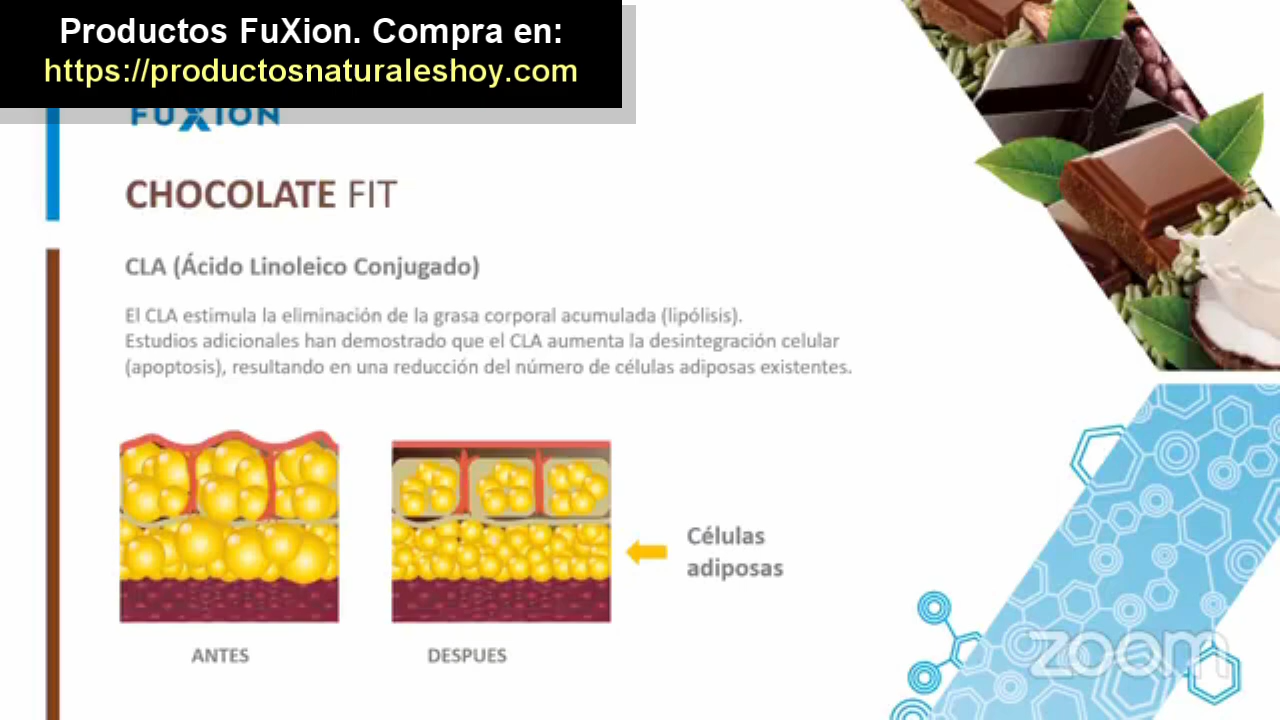 Productos FuXion. Compra en:
https://productosnaturaleshoy.com
FUXION
CHOCOLATE FIT
CLA (Ácido Linoleico Conjugado)
El CLA estimula la eliminación de la grasa corporal acumulada (lipólisis).
Estudios adicionales han demostrado que el CLA aumenta la desintegración celular
(apoptosis), resultando en una reducción del número de células adiposas existentes.
Células
adiposas
ANTES
DESPUES
zoom